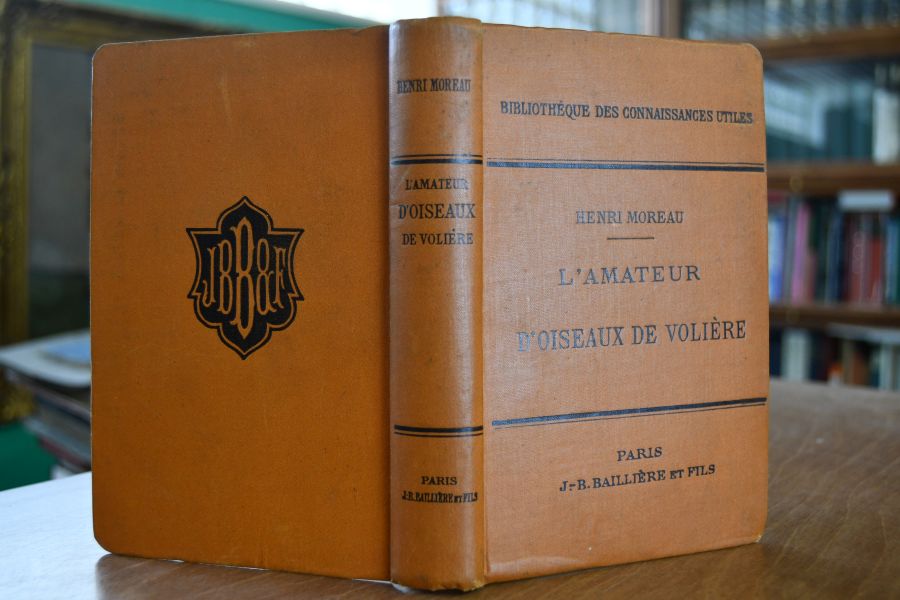 JBB&F
HENRI MOREAU
L'AMATEUR
D'OISEAUX
DE VOLIÈRE
PARIS
J.-B. BAILLIÈRE ET FILS
BIBLIOTHÈQUE DES CONNAISSANCES UTILES
HENRI MOREAU
L'AMATEUR
D'OISEAUX DE VOLIÈRE
PARIS
J.-B. BAILLIÈRE ET FILS